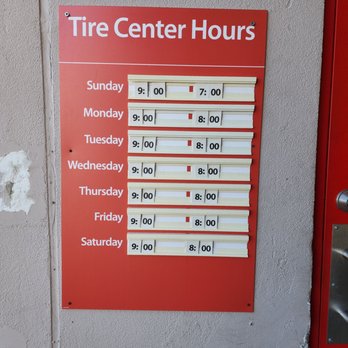 Tire Center Hours
Sunday 9:00 7:00
Monday 9:00 8:00
Tuesday 9:00 8:00
Wednesday 9:00 8:00
Thursday 9:00 8:00
Friday 9:00 8:00
Saturday 9:00 8:00